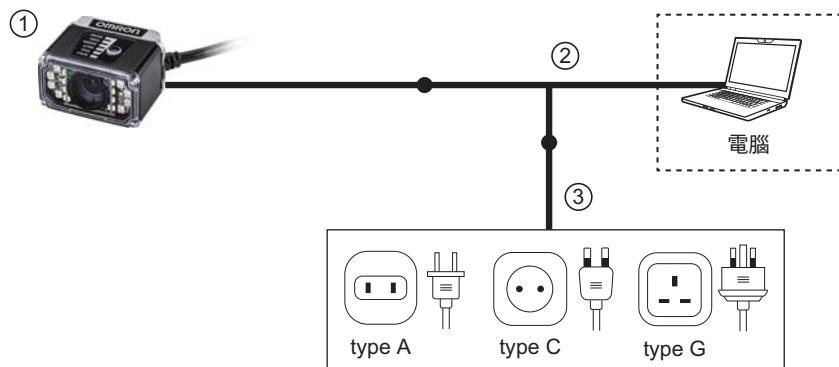 ①
OMRON
②
電腦
③
type A
type C
type G